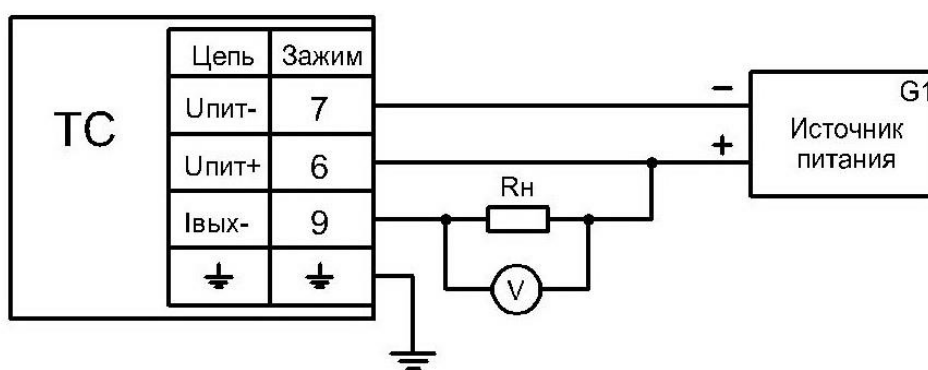 ТС
Цепь Зажим
Uпит- 7
Uпит+ 6
Iвых- 9
Rн
V
−
+
G1
Источник
питания